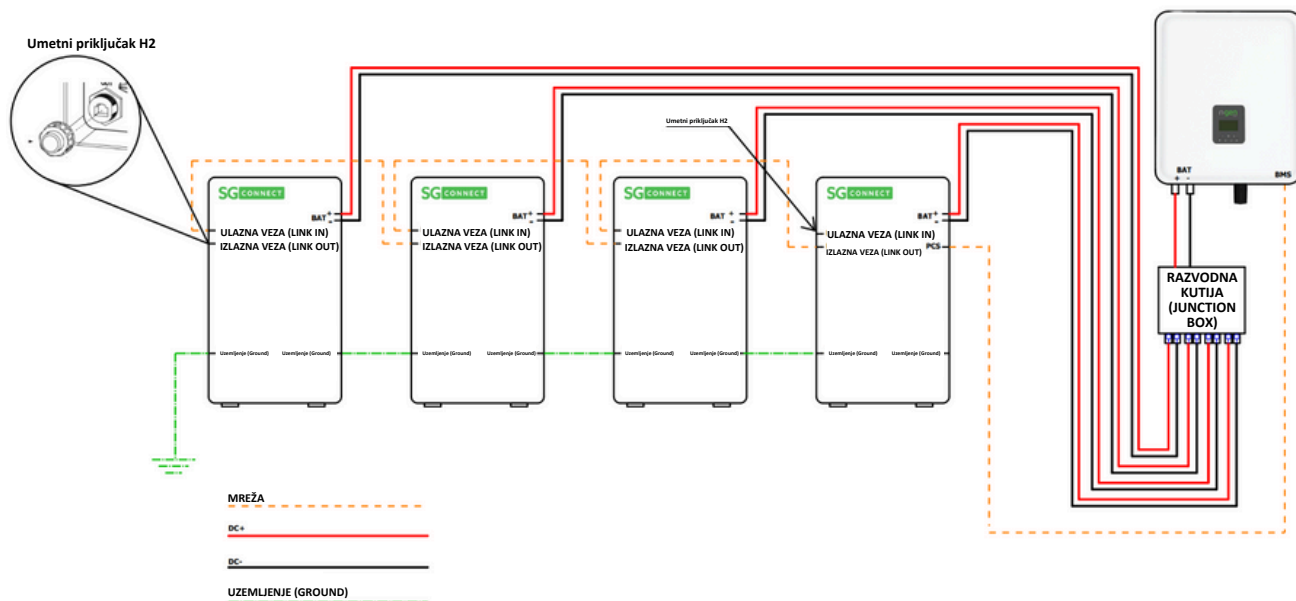 Umetni priključak H2
OUT
Umetni priključak H2
SG CONNECT
BAT + -
ULAZNA VEZA (LINK IN)
IZLAZNA VEZA (LINK OUT)
Uzemljenje (Ground)
Uzemljenje (Ground)
SG CONNECT
BAT + -
ULAZNA VEZA (LINK IN)
IZLAZNA VEZA (LINK OUT)
Uzemljenje (Ground)
Uzemljenje (Ground)
SG CONNECT
BAT + -
ULAZNA VEZA (LINK IN)
IZLAZNA VEZA (LINK OUT)
Uzemljenje (Ground)
Uzemljenje (Ground)
SG CONNECT
BAT + -
ULAZNA VEZA (LINK IN)
IZLAZNA VEZA (LINK OUT)
PCS
Uzemljenje (Ground)
Uzemljenje (Ground)
BAT
+ -
BMS
RAZVODNA
KUTIJA
(JUNCTION
BOX)
MREŽA
DC+
DC-
UZEMLJENJE (GROUND)